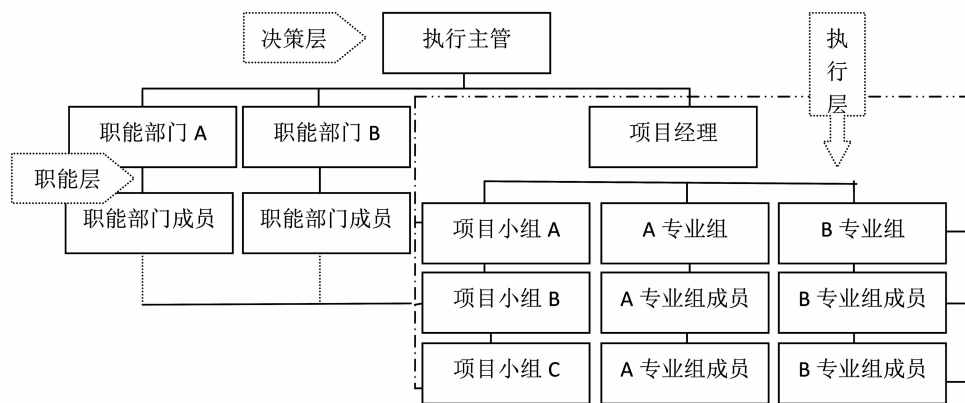 决策层
执行主管
执行层
职能部门 A
职能部门 B
项目经理
职能层
职能部门成员
职能部门成员
项目小组 A
A 专业组
B 专业组
项目小组 B
A 专业组成员
B 专业组成员
项目小组 C
A 专业组成员
B 专业组成员